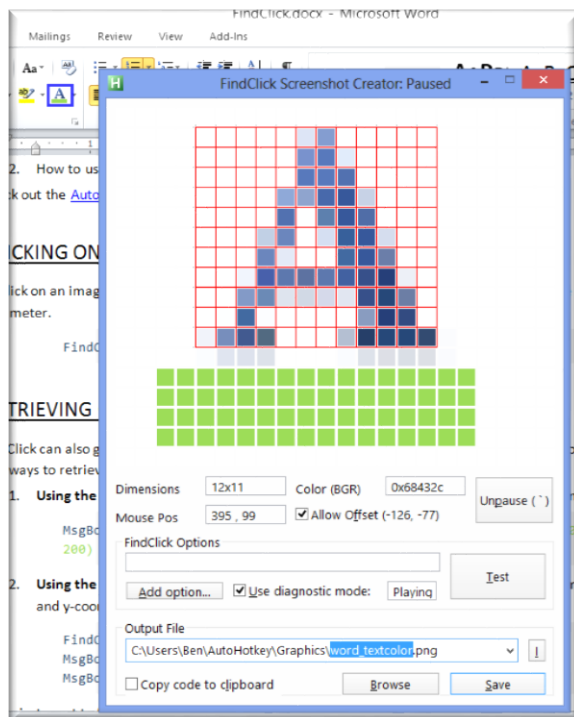 FindClick.docx - Microsoft Word
Mailings Review View Add-Ins
Aa
A
FindClick Screenshot Creator: Paused
2. How to us
k out the Auto
ICKING ON
lick on an imag
meter.
FindC
TRIEVING
Click can also g
ways to retriev
1. Using the
MsgBo
200)
2. Using the
and y-coor
FindC
MsgBo
MsgBo
Dimensions 12x11 Color (BGR) 0x68432c
Unpause ( ` )
Mouse Pos 395 , 99 Allow Offset (-126, -77)
FindClick Options
Test
Add option... Use diagnostic mode: Playing
Output File
C:\Users\Ben\AutoHotkey\Graphics\word_textcolor.png I
Copy code to clipboard Browse Save